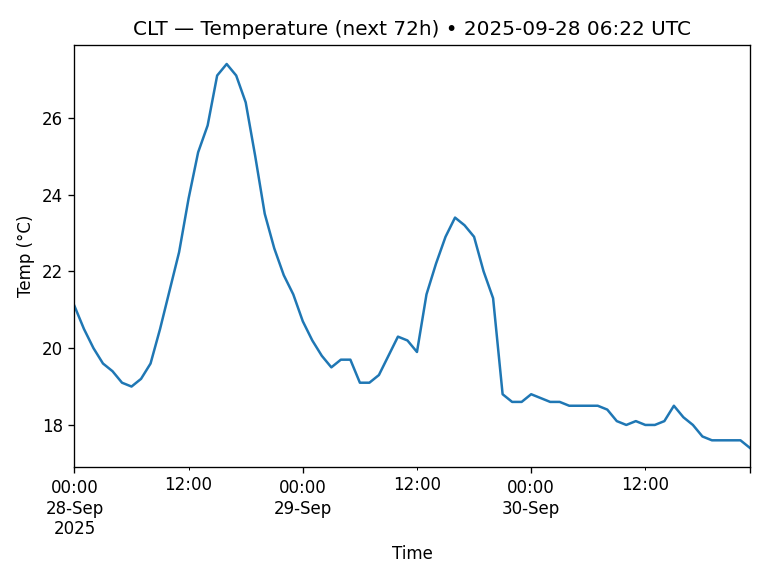 CLT — Temperature (next 72h) • 2025-09-28 06:22 UTC
Temp (°C)
26
24
22
20
18
00:00 12:00 00:00 12:00 00:00 12:00
28-Sep 29-Sep 30-Sep
2025
Time